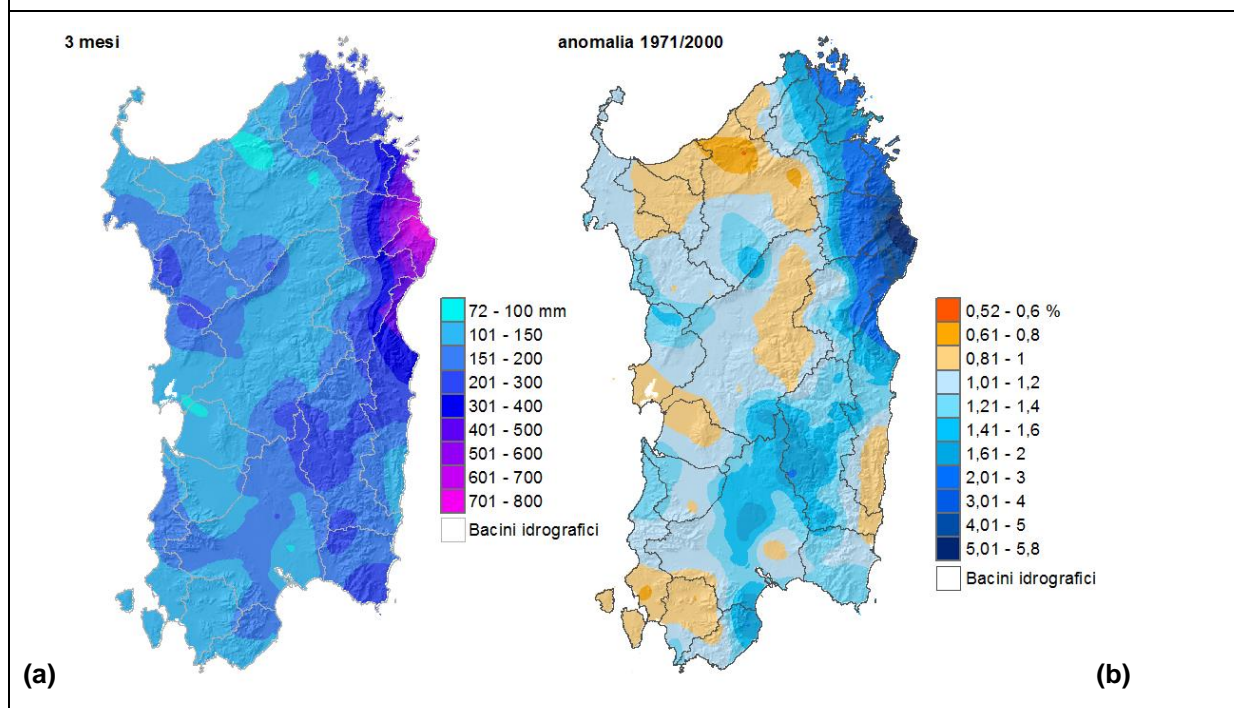 3 mesi
anomalia 1971/2000
72 - 100 mm
101 - 150
151 - 200
201 - 300
301 - 400
401 - 500
501 - 600
601 - 700
701 - 800
Bacini idrografici
0,52 - 0,6 %
0,61 - 0,8
0,81 - 1
1,01 - 1,2
1,21 - 1,4
1,41 - 1,6
1,61 - 2
2,01 - 3
3,01 - 4
4,01 - 5
5,01 - 5,8
Bacini idrografici
(a)
(b)